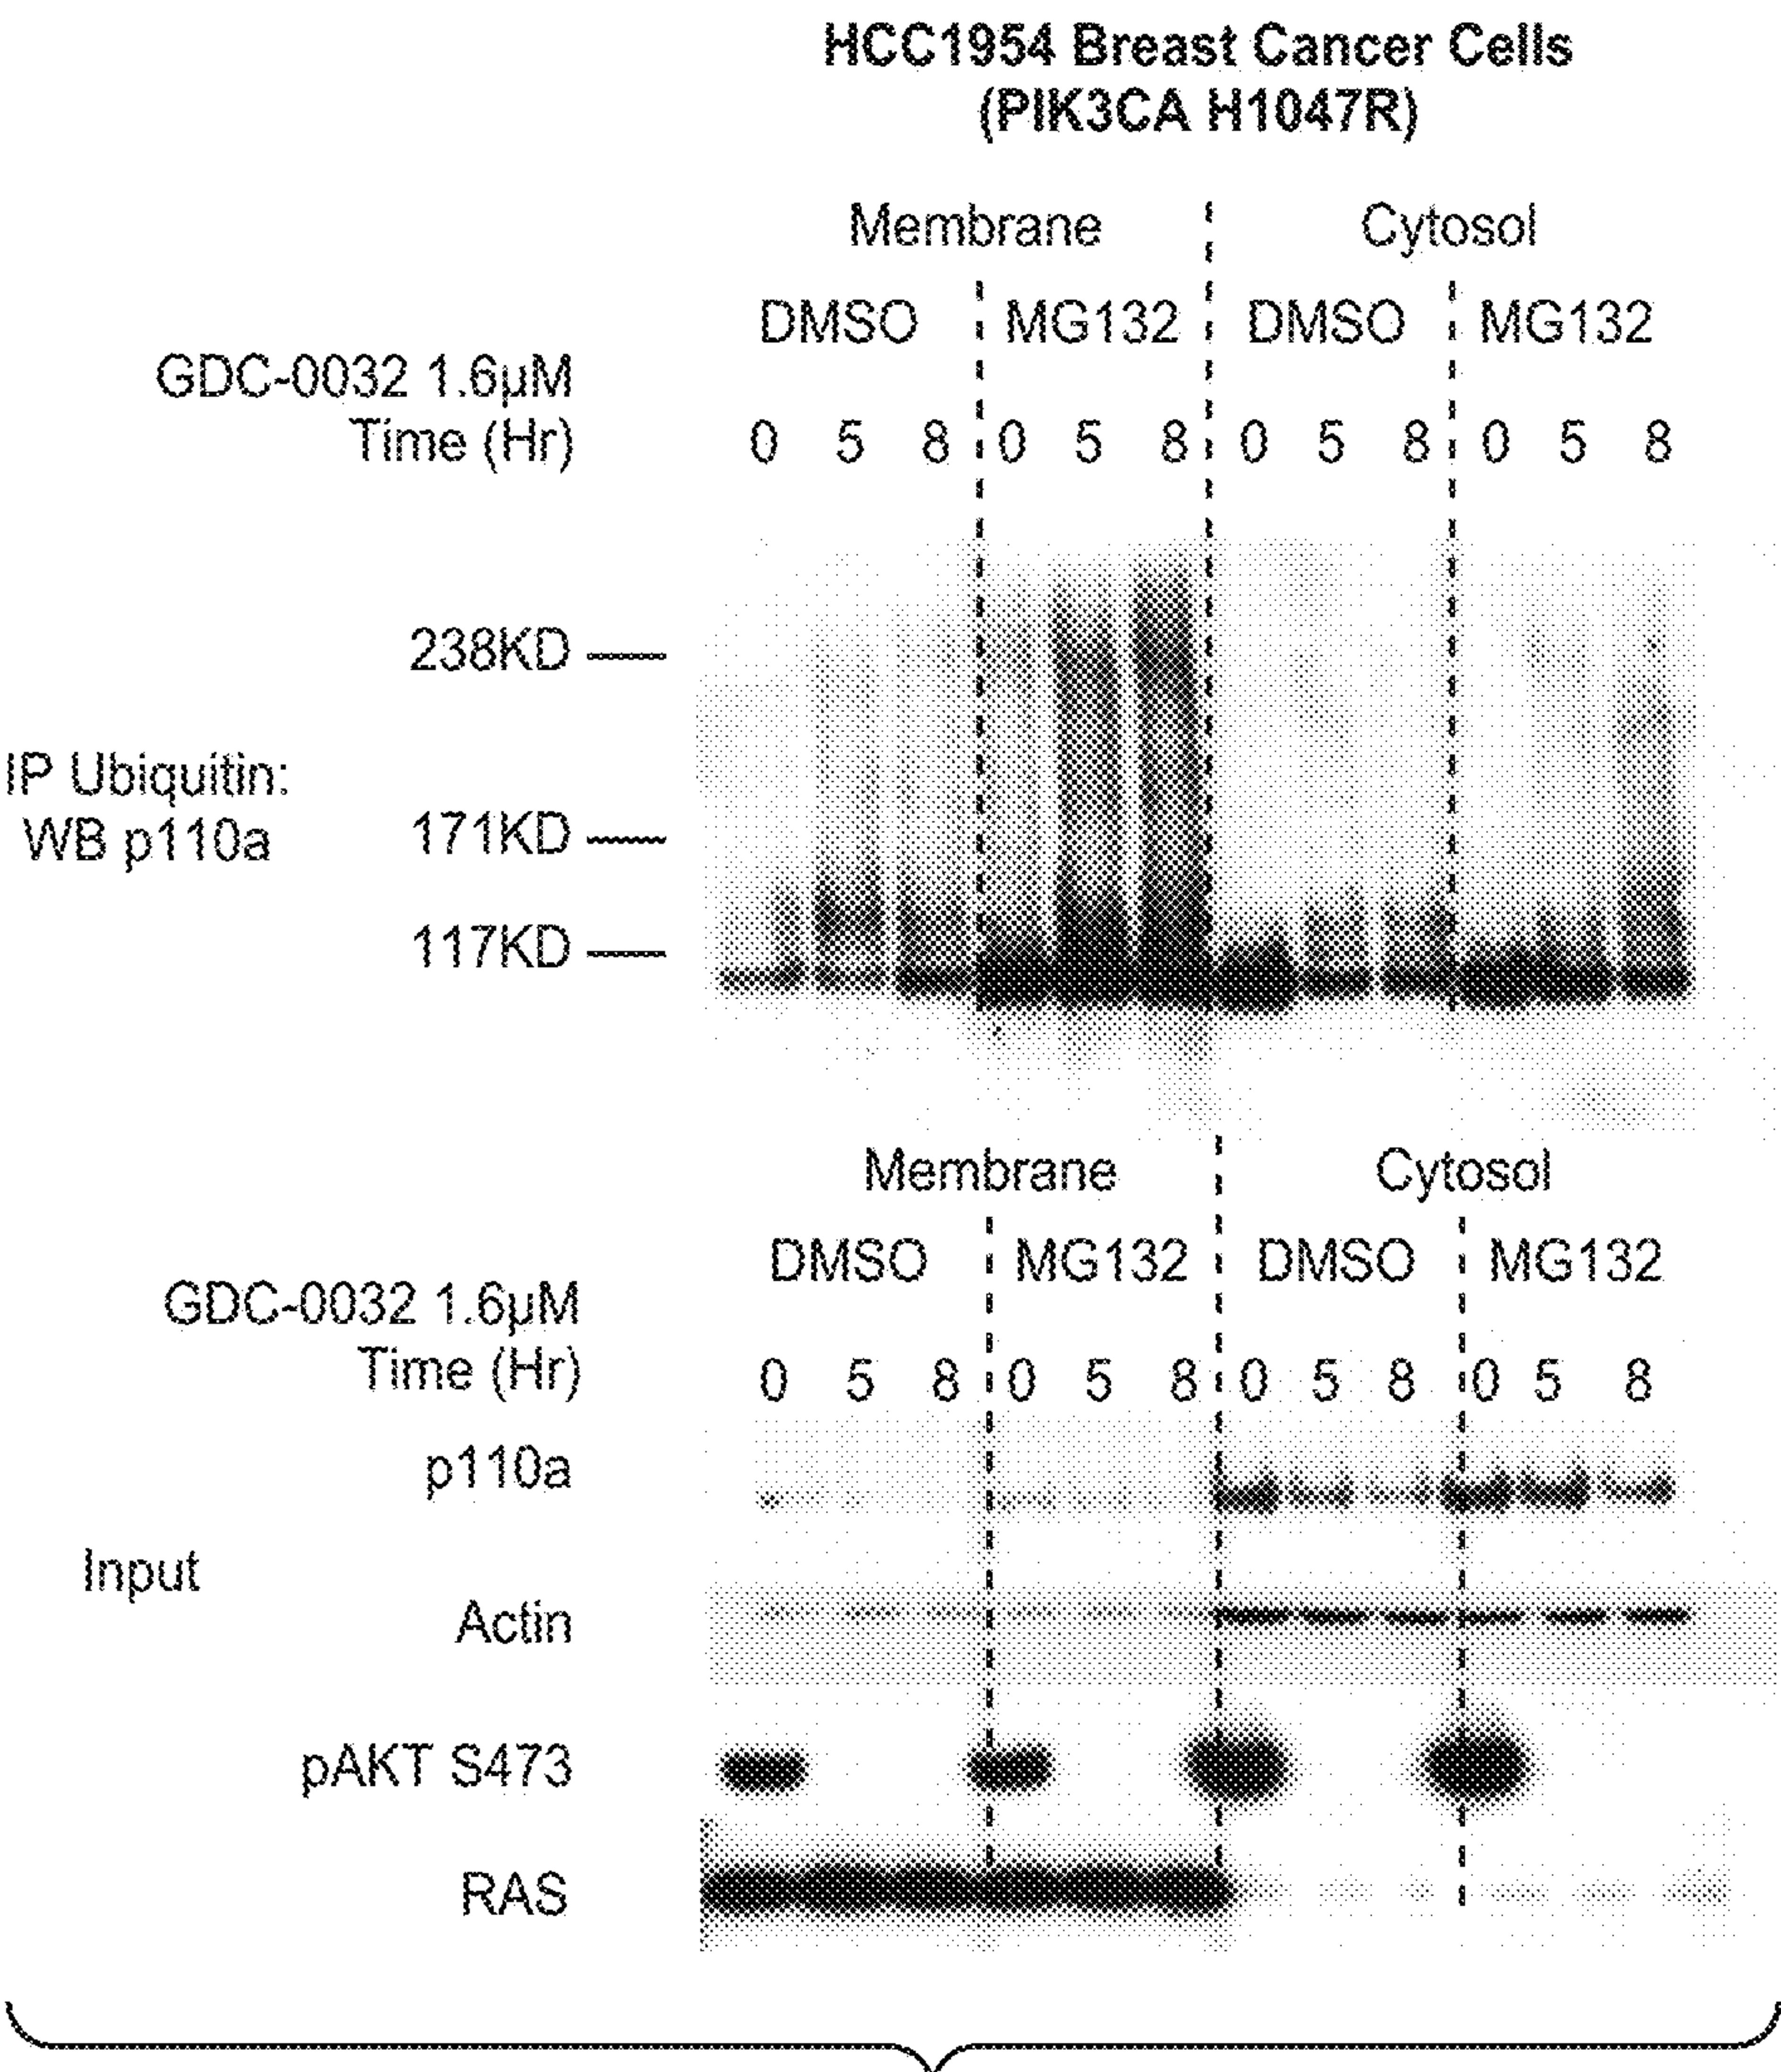 HCC1954 Breast Cancer Cells
(PIK3CA H1047R)
Membrane Cytosol
DMSO MG132 DMSO MG132
GDC-0032 1.6µM
Time (Hr) 0 5 8 0 5 8 0 5 8 0 5 8
238KD
IP Ubiquitin:
WB p110a
171KD
117KD
Membrane Cytosol
DMSO MG132 DMSO MG132
GDC-0032 1.6µM
Time (Hr) 0 5 8 0 5 8 0 5 8 0 5 8
p110a
Input
Actin
pAKT S473
RAS